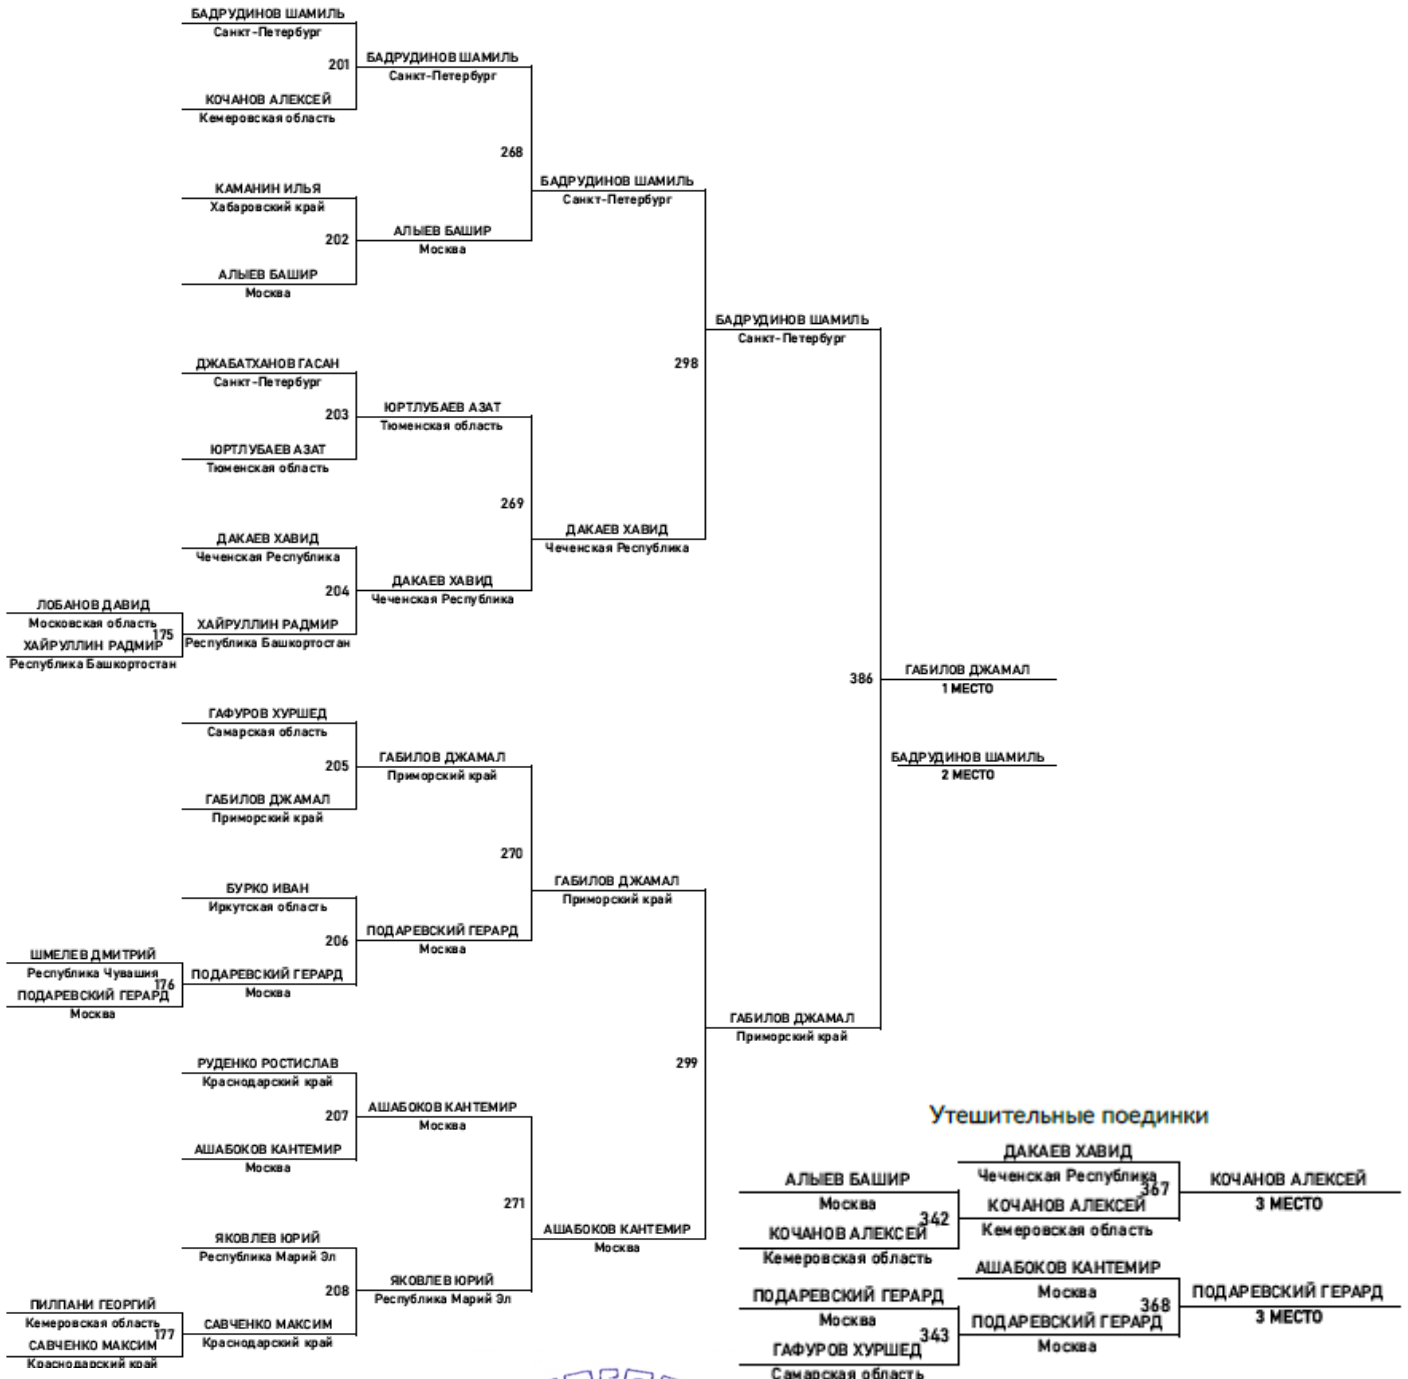 БАДРУДИНОВ ШАМИЛЬ
Санкт-Петербург
201
БАДРУДИНОВ ШАМИЛЬ
Санкт-Петербург
КОЧАНОВ АЛЕКСЕЙ
Кемеровская область
268
КАМАНИН ИЛЬЯ
Хабаровский край
БАДРУДИНОВ ШАМИЛЬ
Санкт-Петербург
202
АЛЫЕВ БАШИР
Москва
АЛЫЕВ БАШИР
Москва
БАДРУДИНОВ ШАМИЛЬ
Санкт-Петербург
298
ДЖАБАТХАНОВ ГАСАН
Санкт-Петербург
203
ЮРТЛУБАЕВ АЗАТ
Тюменская область
ЮРТЛУБАЕВ АЗАТ
Тюменская область
269
ДАКАЕВ ХАВИД
Чеченская Республика
ДАКАЕВ ХАВИД
Чеченская Республика
204
ДАКАЕВ ХАВИД
Чеченская Республика
ЛОБАНОВ ДАВИД
Московская область
175
ХАЙРУЛЛИН РАДМИР
Республика Башкортостан
ХАЙРУЛЛИН РАДМИР
Республика Башкортостан
386
ГАБИЛОВ ДЖАМАЛ
1 МЕСТО
ГАФУРОВ ХУРШЕД
Самарская область
205
ГАБИЛОВ ДЖАМАЛ
Приморский край
БАДРУДИНОВ ШАМИЛЬ
2 МЕСТО
ГАБИЛОВ ДЖАМАЛ
Приморский край
270
БУРКО ИВАН
Иркутская область
ГАБИЛОВ ДЖАМАЛ
Приморский край
206
ПОДАРЕВСКИЙ ГЕРАРД
Москва
ШМЕЛЕВ ДМИТРИЙ
Республика Чувашия
176
ПОДАРЕВСКИЙ ГЕРАРД
Москва
ПОДАРЕВСКИЙ ГЕРАРД
Москва
ГАБИЛОВ ДЖАМАЛ
Приморский край
299
РУДЕНКО РОСТИСЛАВ
Краснодарский край
207
АШАБОКОВ КАНТЕМИР
Москва
АШАБОКОВ КАНТЕМИР
Москва
271
АШАБОКОВ КАНТЕМИР
Москва
ЯКОВЛЕВ ЮРИЙ
Республика Марий Эл
208
ЯКОВЛЕВ ЮРИЙ
Республика Марий Эл
ПИЛПАНИ ГЕОРГИЙ
Кемеровская область
177
САВЧЕНКО МАКСИМ
Краснодарский край
САВЧЕНКО МАКСИМ
Краснодарский край
Утешительные поединки
ДАКАЕВ ХАВИД
Чеченская Республика
367
АЛЫЕВ БАШИР
Москва
342
КОЧАНОВ АЛЕКСЕЙ
Кемеровская область
КОЧАНОВ АЛЕКСЕЙ
Кемеровская область
КОЧАНОВ АЛЕКСЕЙ
3 МЕСТО
АШАБОКОВ КАНТЕМИР
Москва
368
ПОДАРЕВСКИЙ ГЕРАРД
Москва
343
ПОДАРЕВСКИЙ ГЕРАРД
Москва
ГАФУРОВ ХУРШЕД
Самарская область
ПОДАРЕВСКИЙ ГЕРАРД
3 МЕСТО